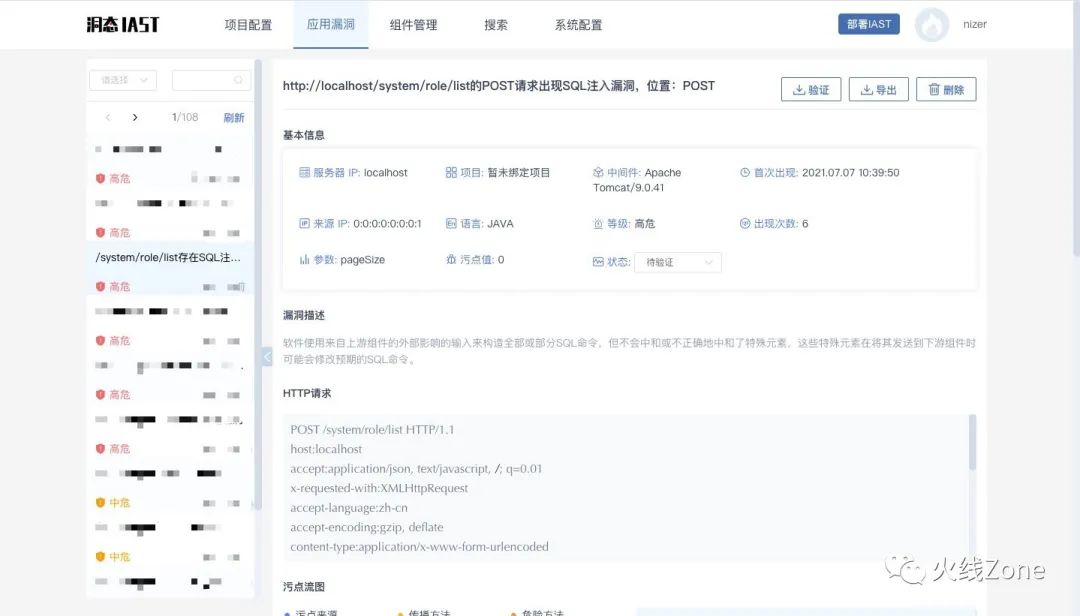 洞态IAST 项目配置 应用漏洞 组件管理 搜索 系统配置 部署IAST nizer
请选择
1/108 刷新
高危
高危
/system/role/list存在SQL注...
高危
高危
高危
高危
中危
中危
http://localhost/system/role/list的POST请求出现SQL注入漏洞，位置：POST 验证 导出 删除
基本信息
服务器 IP: localhost 项目: 暂未绑定项目 中间件: Apache Tomcat/9.0.41 首次出现: 2021.07.07 10:39:50
来源 IP: 0:0:0:0:0:0:0:1 语言: JAVA 等级: 高危 出现次数: 6
参数: pageSize 污点值: 0 状态: 待验证
漏洞描述
软件使用来自上游组件的外部影响的输入来构造全部或部分SQL命令，但不会中和或不正确地中和了特殊元素，这些特殊元素在将其发送到下游组件时
可能会修改预期的SQL命令。
HTTP请求
POST /system/role/list HTTP/1.1
host:localhost
accept:application/json, text/javascript, /; q=0.01
x-requested-with:XMLHttpRequest
accept-language:zh-cn
accept-encoding:gzip, deflate
content-type:application/x-www-form-urlencoded
污点流图
污点来源 传播方法 危险方法
火线Zone